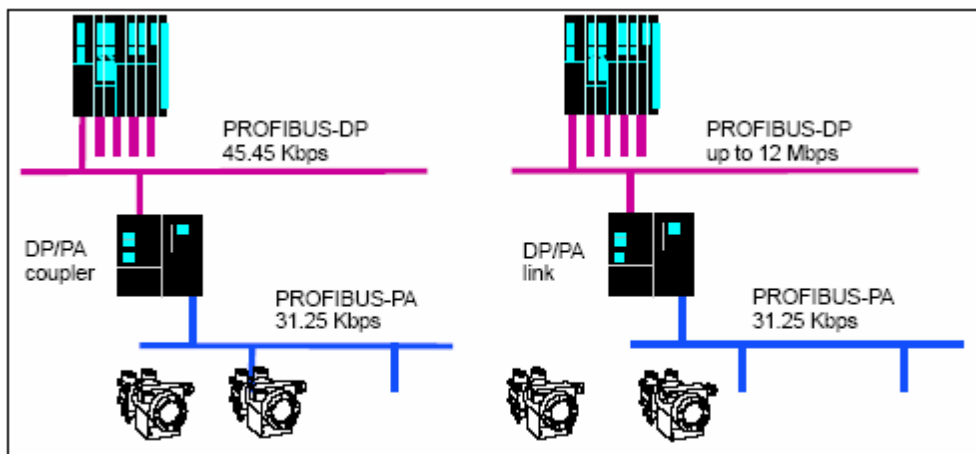 PROFIBUS-DP
45.45 Kbps
DP/PA
coupler
PROFIBUS-PA
31.25 Kbps
PROFIBUS-DP
up to 12 Mbps
DP/PA
link
PROFIBUS-PA
31.25 Kbps